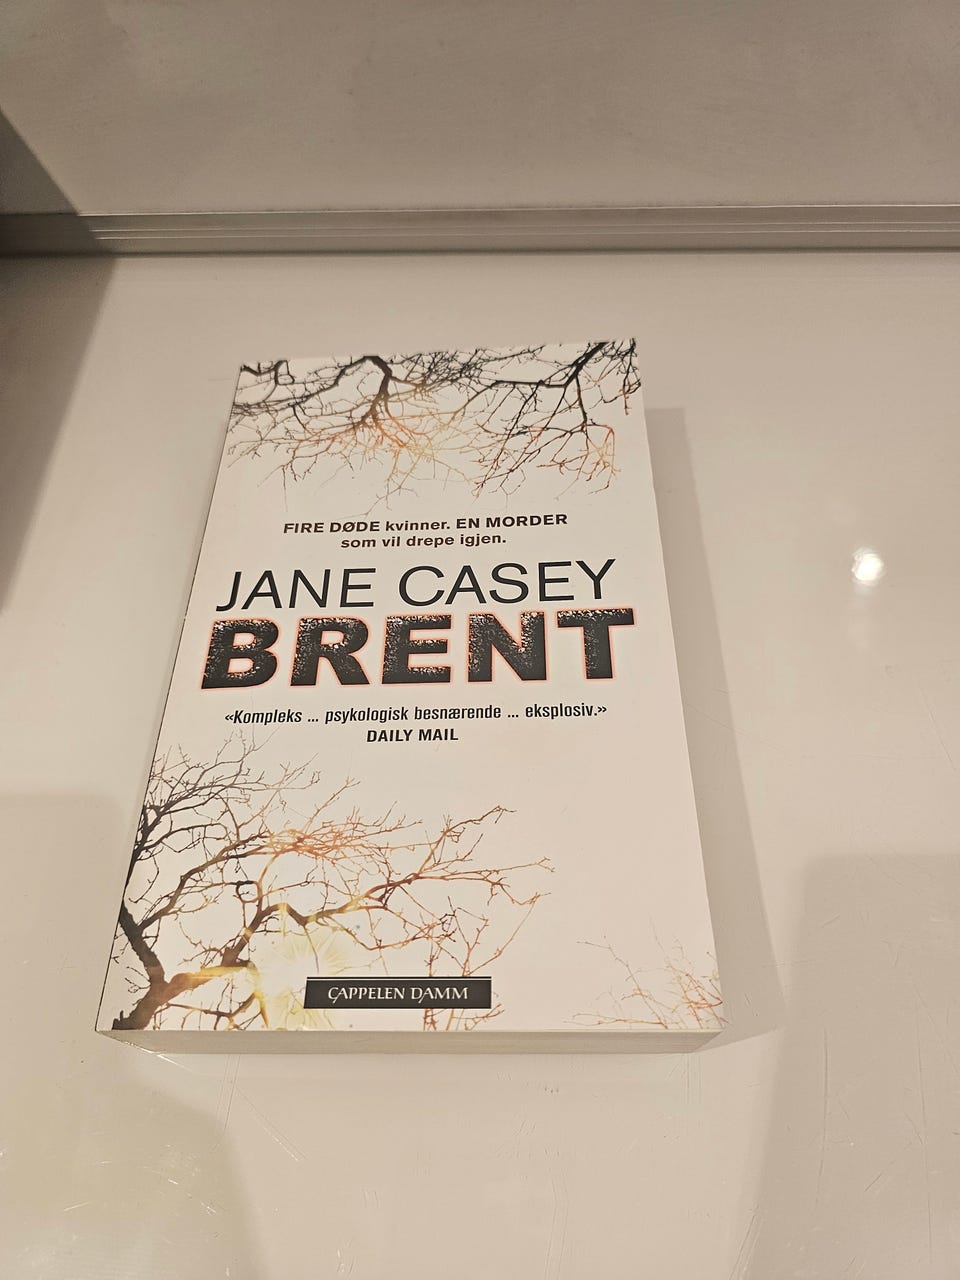 FIRE DØDE kvinner. EN MORDER
som vil drepe igjen.
JANE CASEY
BRENT
«Kompleks ... psykologisk besnærende ... eksplosiv.»
DAILY MAIL
CAPPELEN DAMM